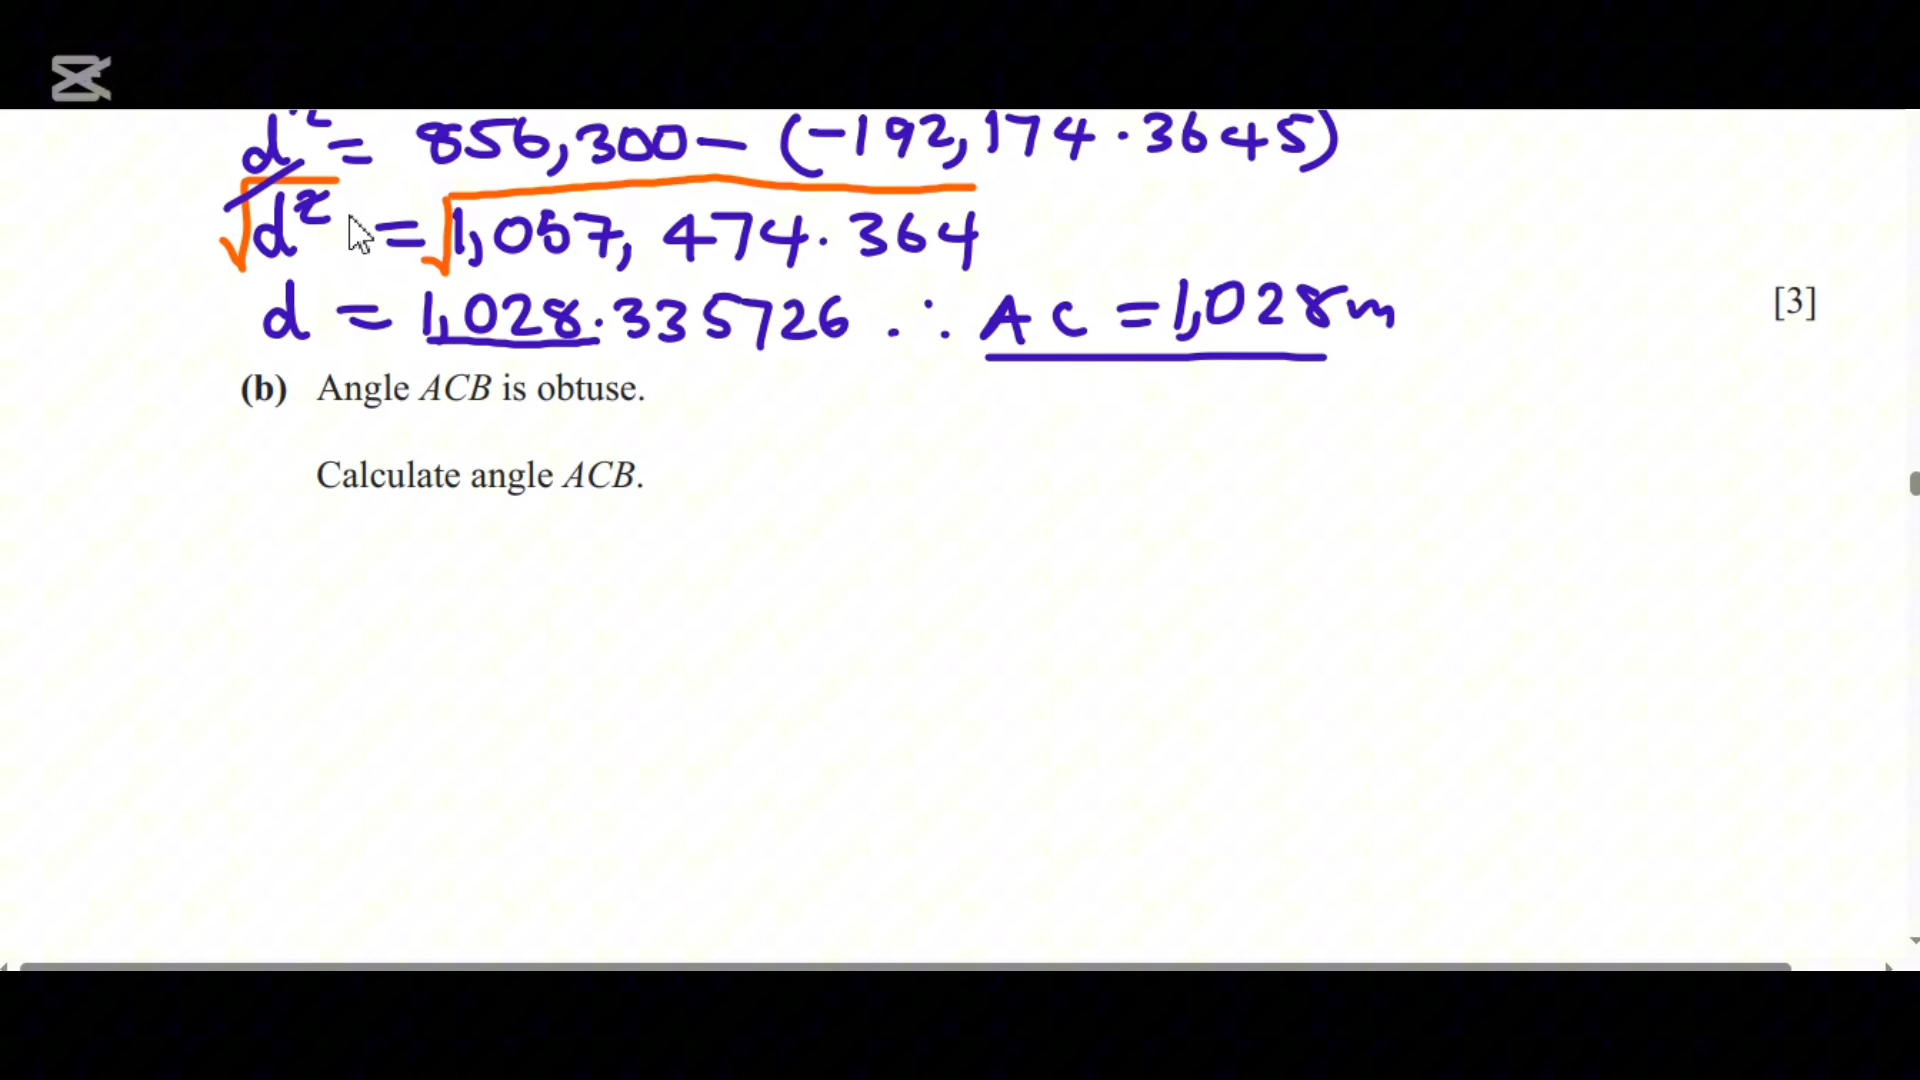 d² = 856,300 – (-192,174.3645)
√d² = √1,057,474.364
d = 1,028.335726 ∴ AC = 1,028m
[3]
(b) Angle ACB is obtuse.
Calculate angle ACB.